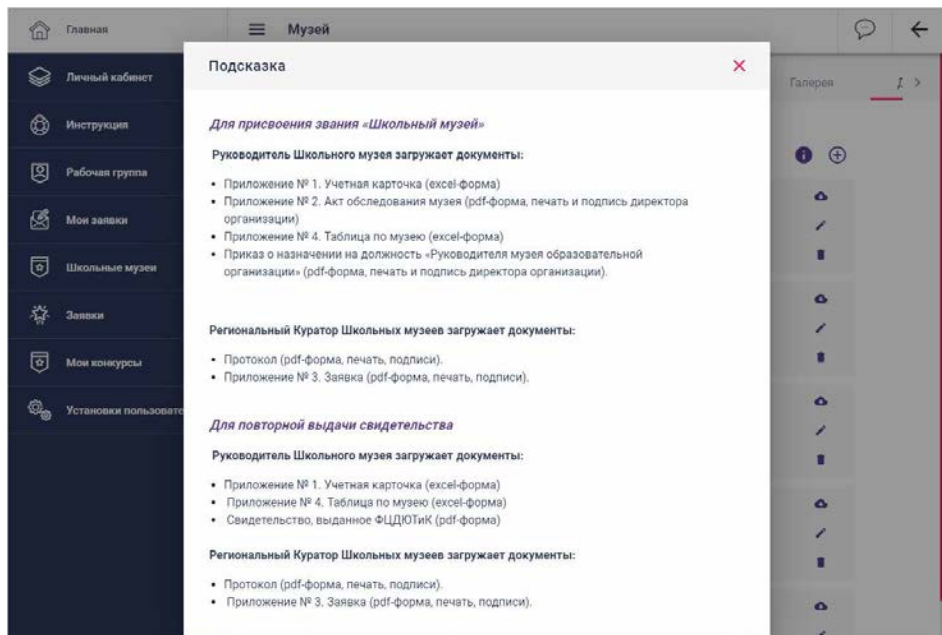 Главная
Музей
Личный кабинет
Подсказка
Галерея
Инструкция
Для присвоения звания «Школьный музей»
Рабочая группа
Руководитель Школьного музея загружает документы:
• Приложение № 1. Учетная карточка (excel-форма)
• Приложение № 2. Акт обследования музея (pdf-форма, печать и подпись директора
организации)
Мои заявки
• Приложение № 4. Таблица по музею (excel-форма)
• Приказ о назначении на должность «Руководителя музея образовательной
организации» (pdf-форма, печать и подпись директора организации).
Школьные музеи
Заявки
Региональный Куратор Школьных музеев загружает документы:
• Протокол (pdf-форма, печать, подписи).
• Приложение № 3. Заявка (pdf-форма, печать, подписи).
Мои конкурсы
Установки пользовате
Для повторной выдачи свидетельства
Руководитель Школьного музея загружает документы:
• Приложение № 1. Учетная карточка (excel-форма)
• Приложение № 4. Таблица по музею (excel-форма)
• Свидетельство, выданное ФЦДЮТиК (pdf-форма)
Региональный Куратор Школьных музеев загружает документы:
• Протокол (pdf-форма, печать, подписи).
• Приложение № 3. Заявка (pdf-форма, печать, подписи).